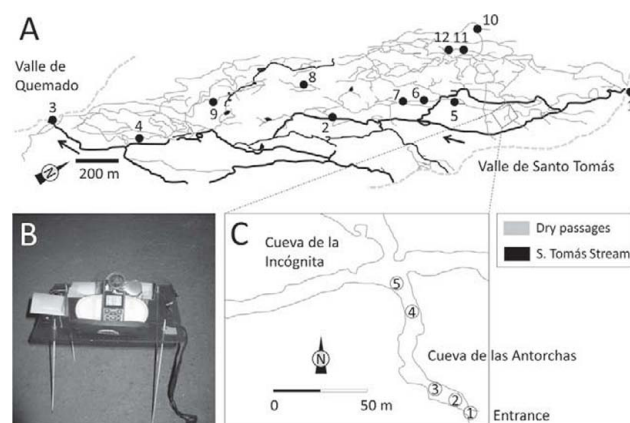 A
Valle de
Quemado
10
12 11
8
3
9
7 6
5
1
4
2
200 m
N
Valle de Santo Tomás
B
C
Cueva de la
Incógnita
5
4
N
Cueva de las Antorchas
3
2
1
0
50 m
Entrance
Dry passages
S. Tomás Stream